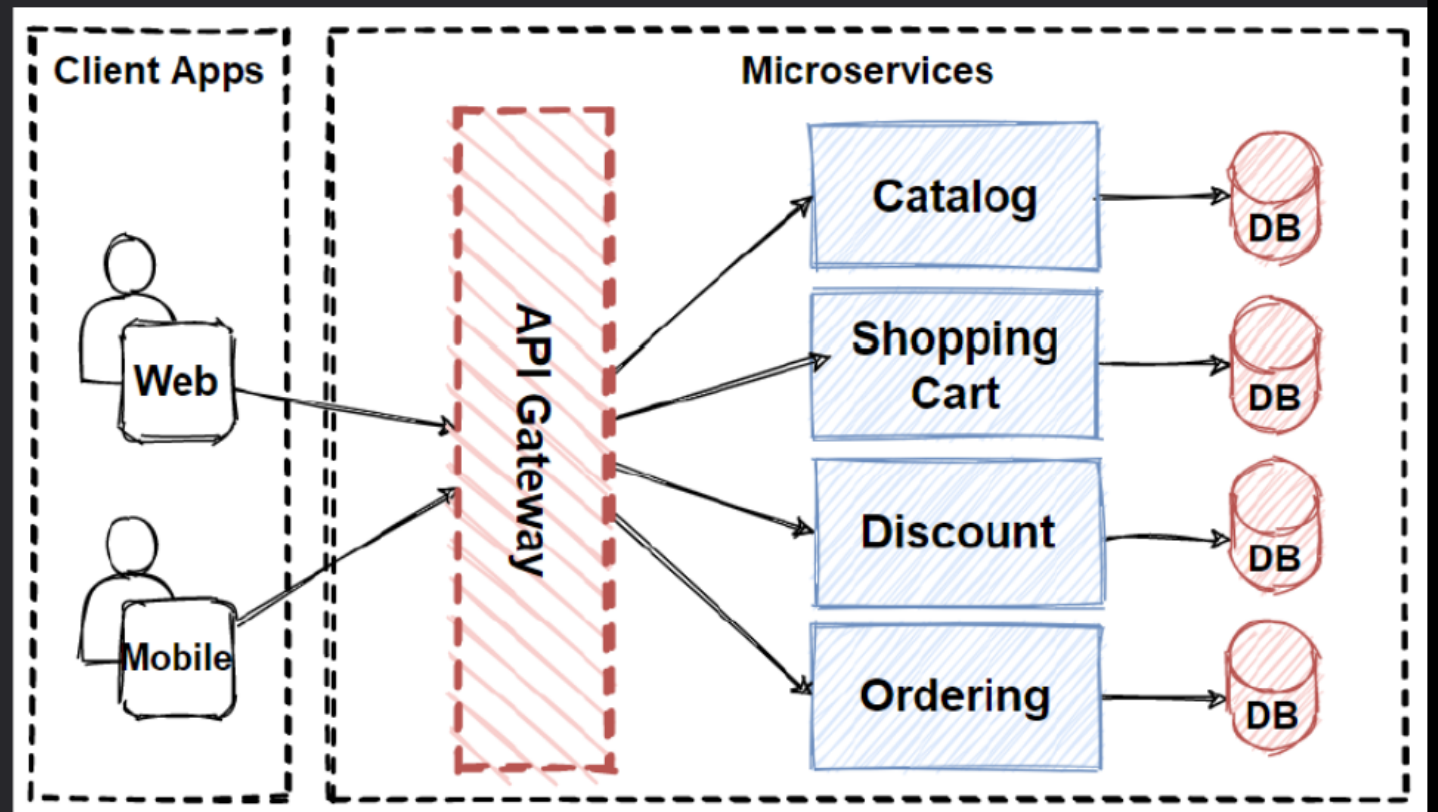 Client Apps
Microservices
Web
Mobile
API Gateway
Catalog
DB
Shopping
Cart
DB
Discount
DB
Ordering
DB